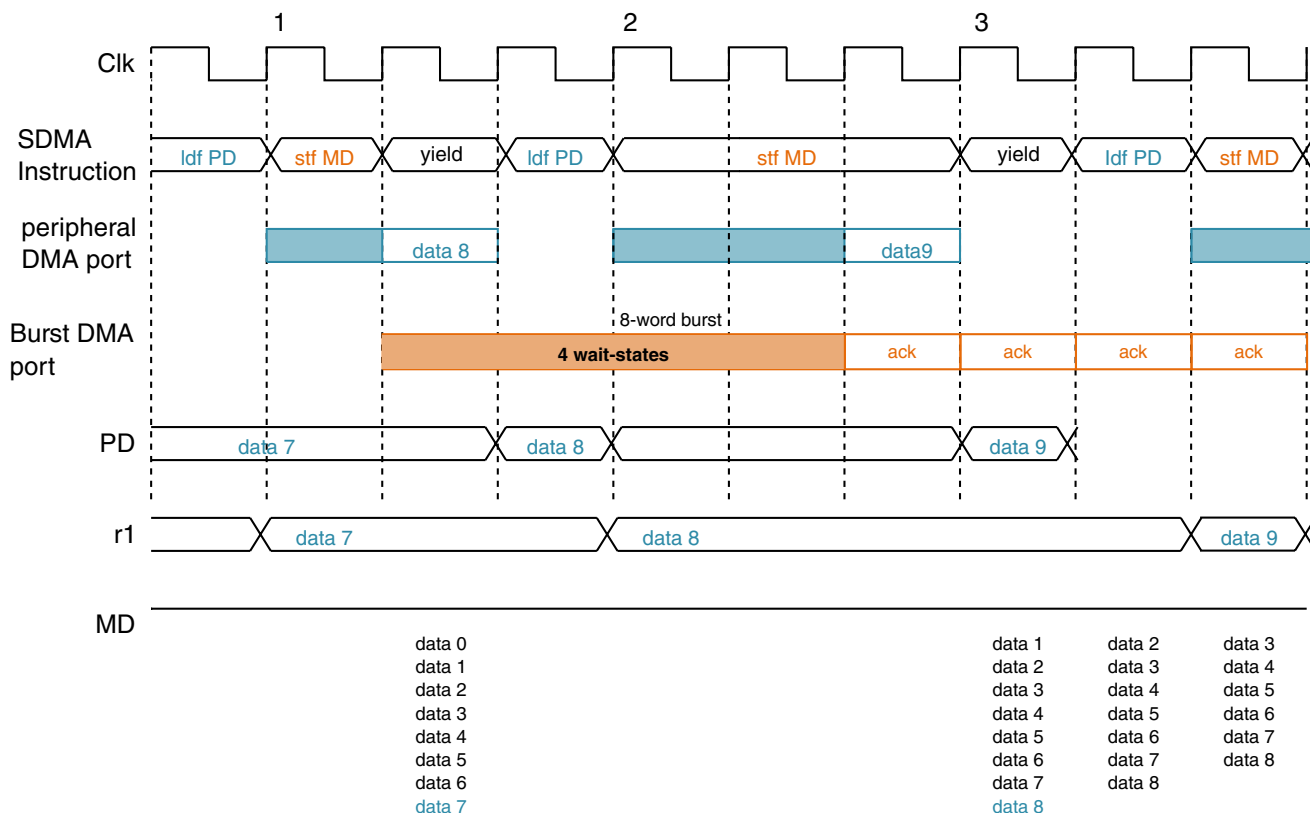 1 2 3
Clk
SDMA
Instruction
ldf PD stf MD yield ldf PD stf MD yield ldf PD stf MD
peripheral
DMA port
data 8 data9
8-word burst
Burst DMA
port
4 wait-states ack ack ack ack
PD data 7 data 8 data 9
r1 data 7 data 8 data 9
MD
data 0 data 1 data 2 data 3
data 1 data 2 data 3 data 4
data 2 data 3 data 4 data 5
data 3 data 4 data 5 data 6
data 4 data 5 data 6 data 7
data 5 data 6 data 7 data 8
data 6 data 7 data 8
data 7 data 8